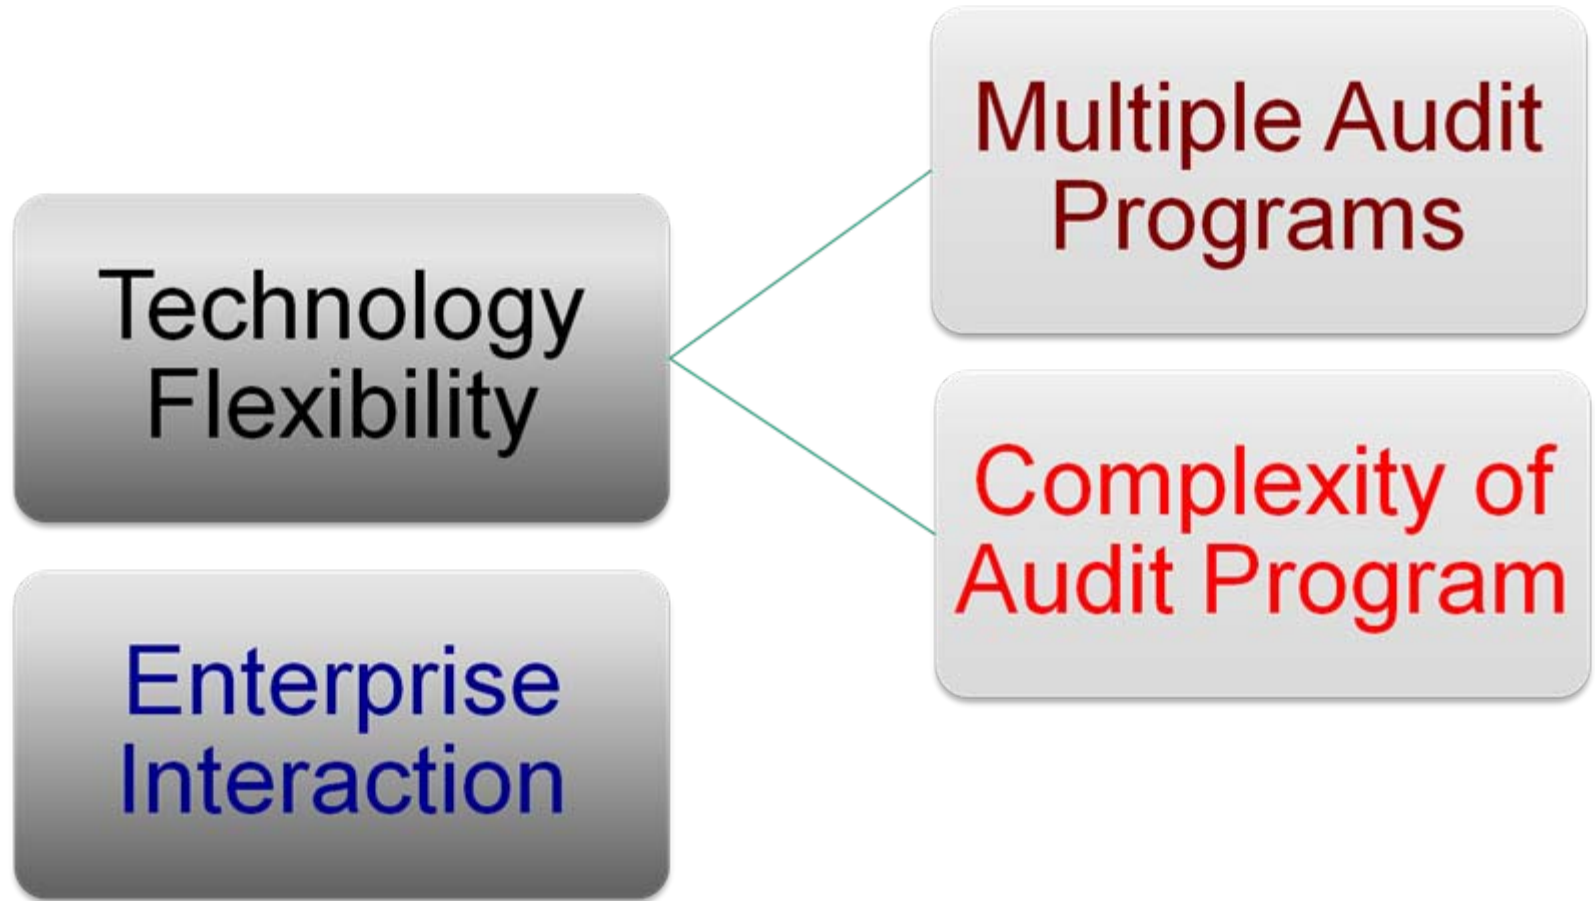 Technology
Flexibility
Multiple Audit
Programs
Complexity of
Audit Program
Enterprise
Interaction